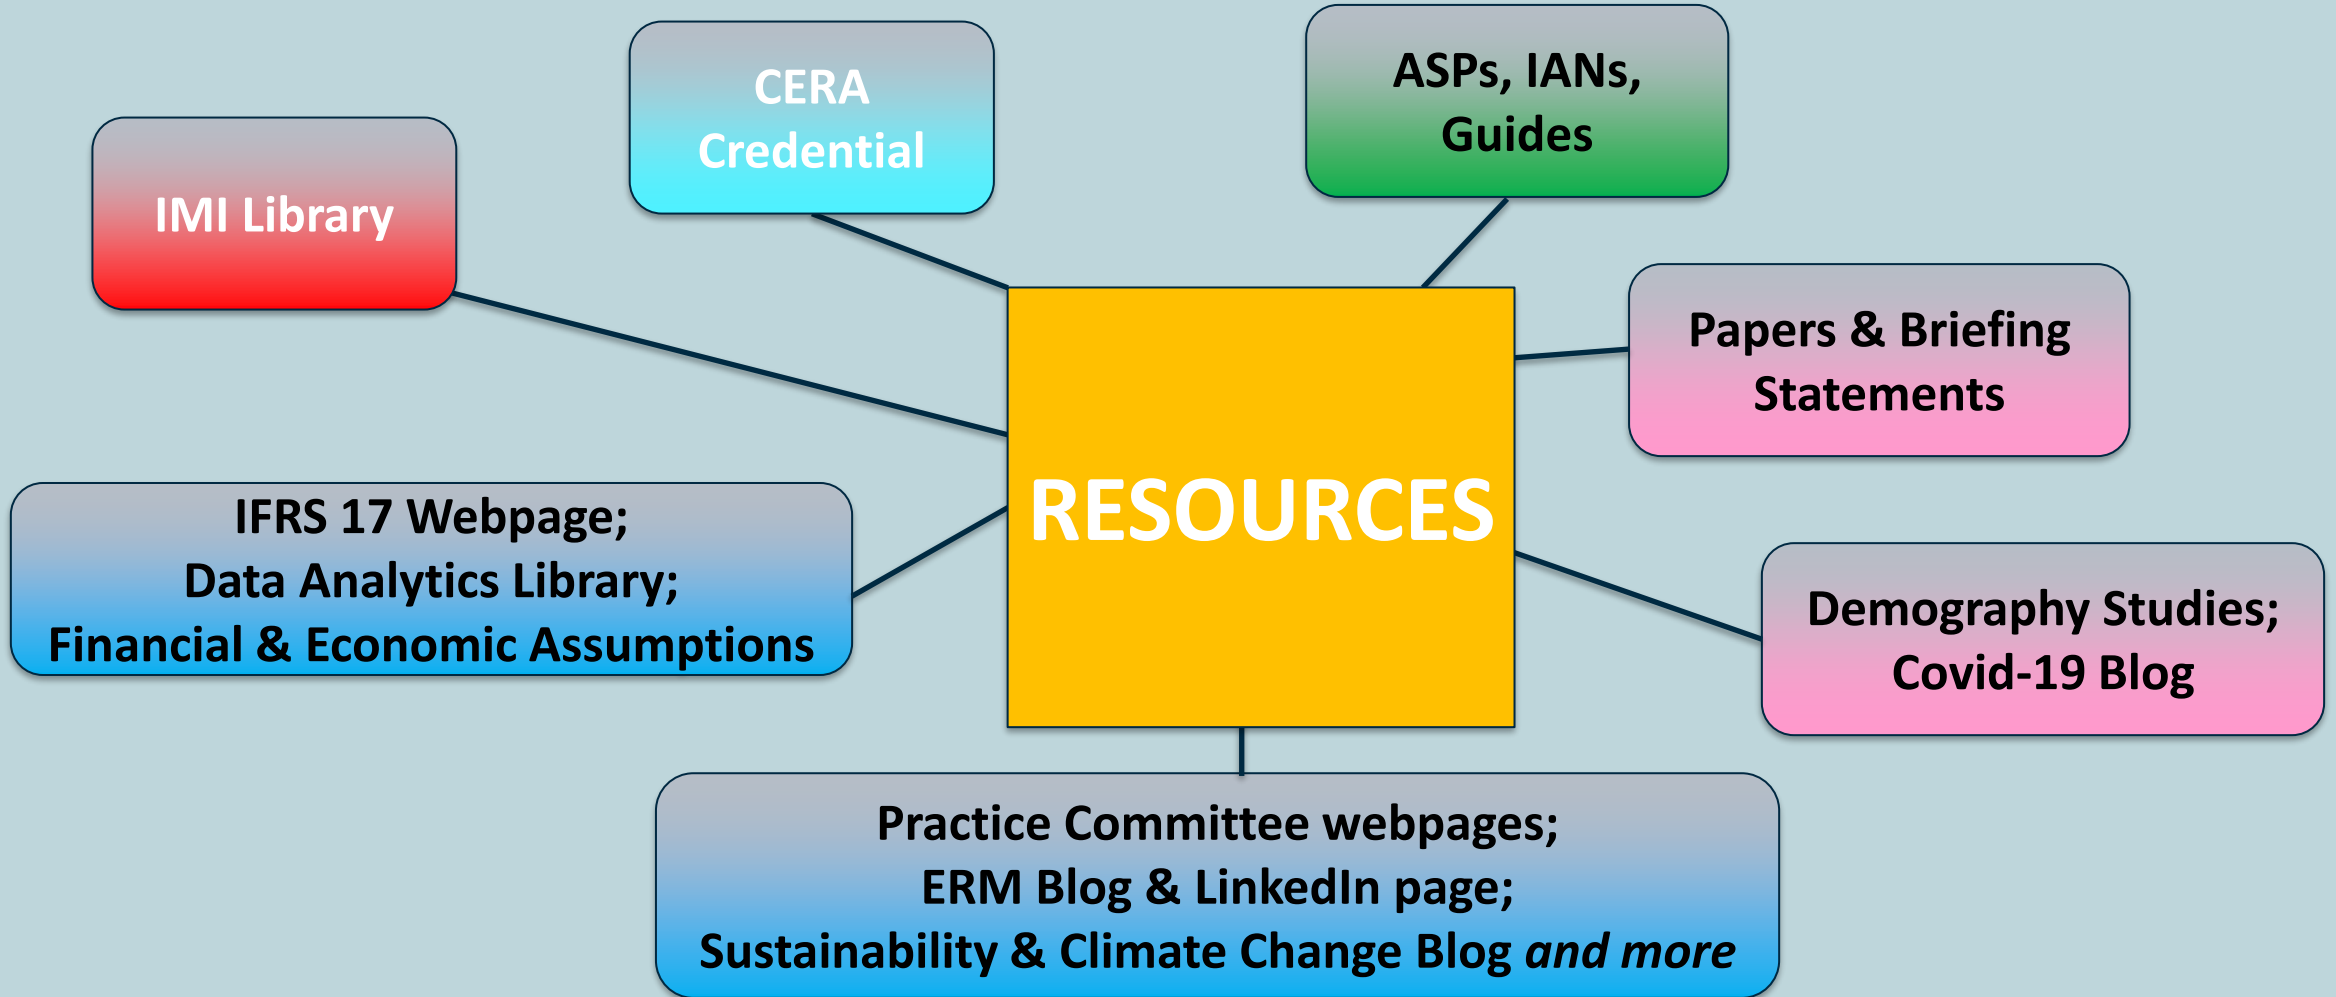 CERA
Credential
ASPs, IANs,
Guides
IMI Library
Papers & Briefing
Statements
RESOURCES
IFRS 17 Webpage;
Data Analytics Library;
Financial & Economic Assumptions
Demography Studies;
Covid-19 Blog
Practice Committee webpages;
ERM Blog & LinkedIn page;
Sustainability & Climate Change Blog and more